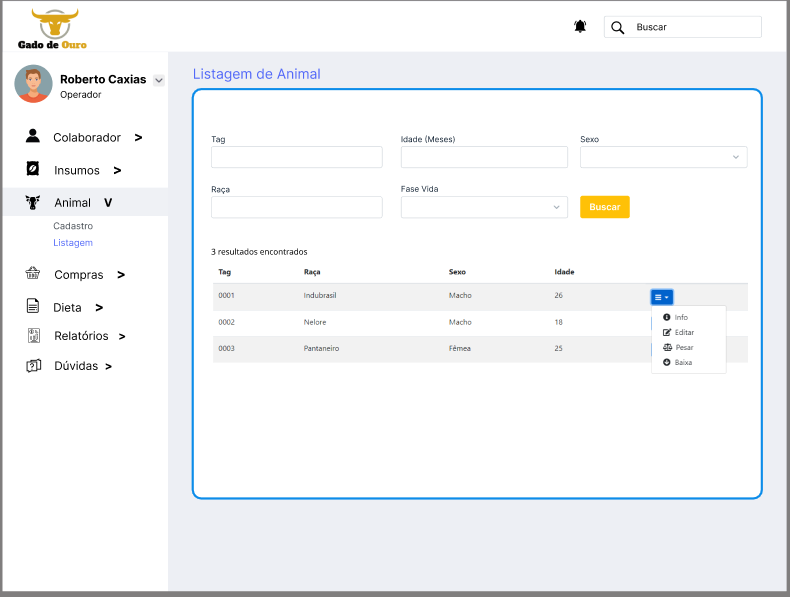 Gado de Ouro
Buscar
Roberto Caxias
Operador
Colaborador >
Insumos >
Animal V
Cadastro
Listagem
Compras >
Dieta >
Relatórios >
Dúvidas >
Listagem de Animal
Tag Idade (Meses) Sexo
Raça Fase Vida
Buscar
3 resultados encontrados
Tag Raça Sexo Idade
0001 Indubrasil Macho 26
0002 Nelore Macho 18
0003 Pantaneiro Fêmea 25
Info
Editar
Pesar
Baixa